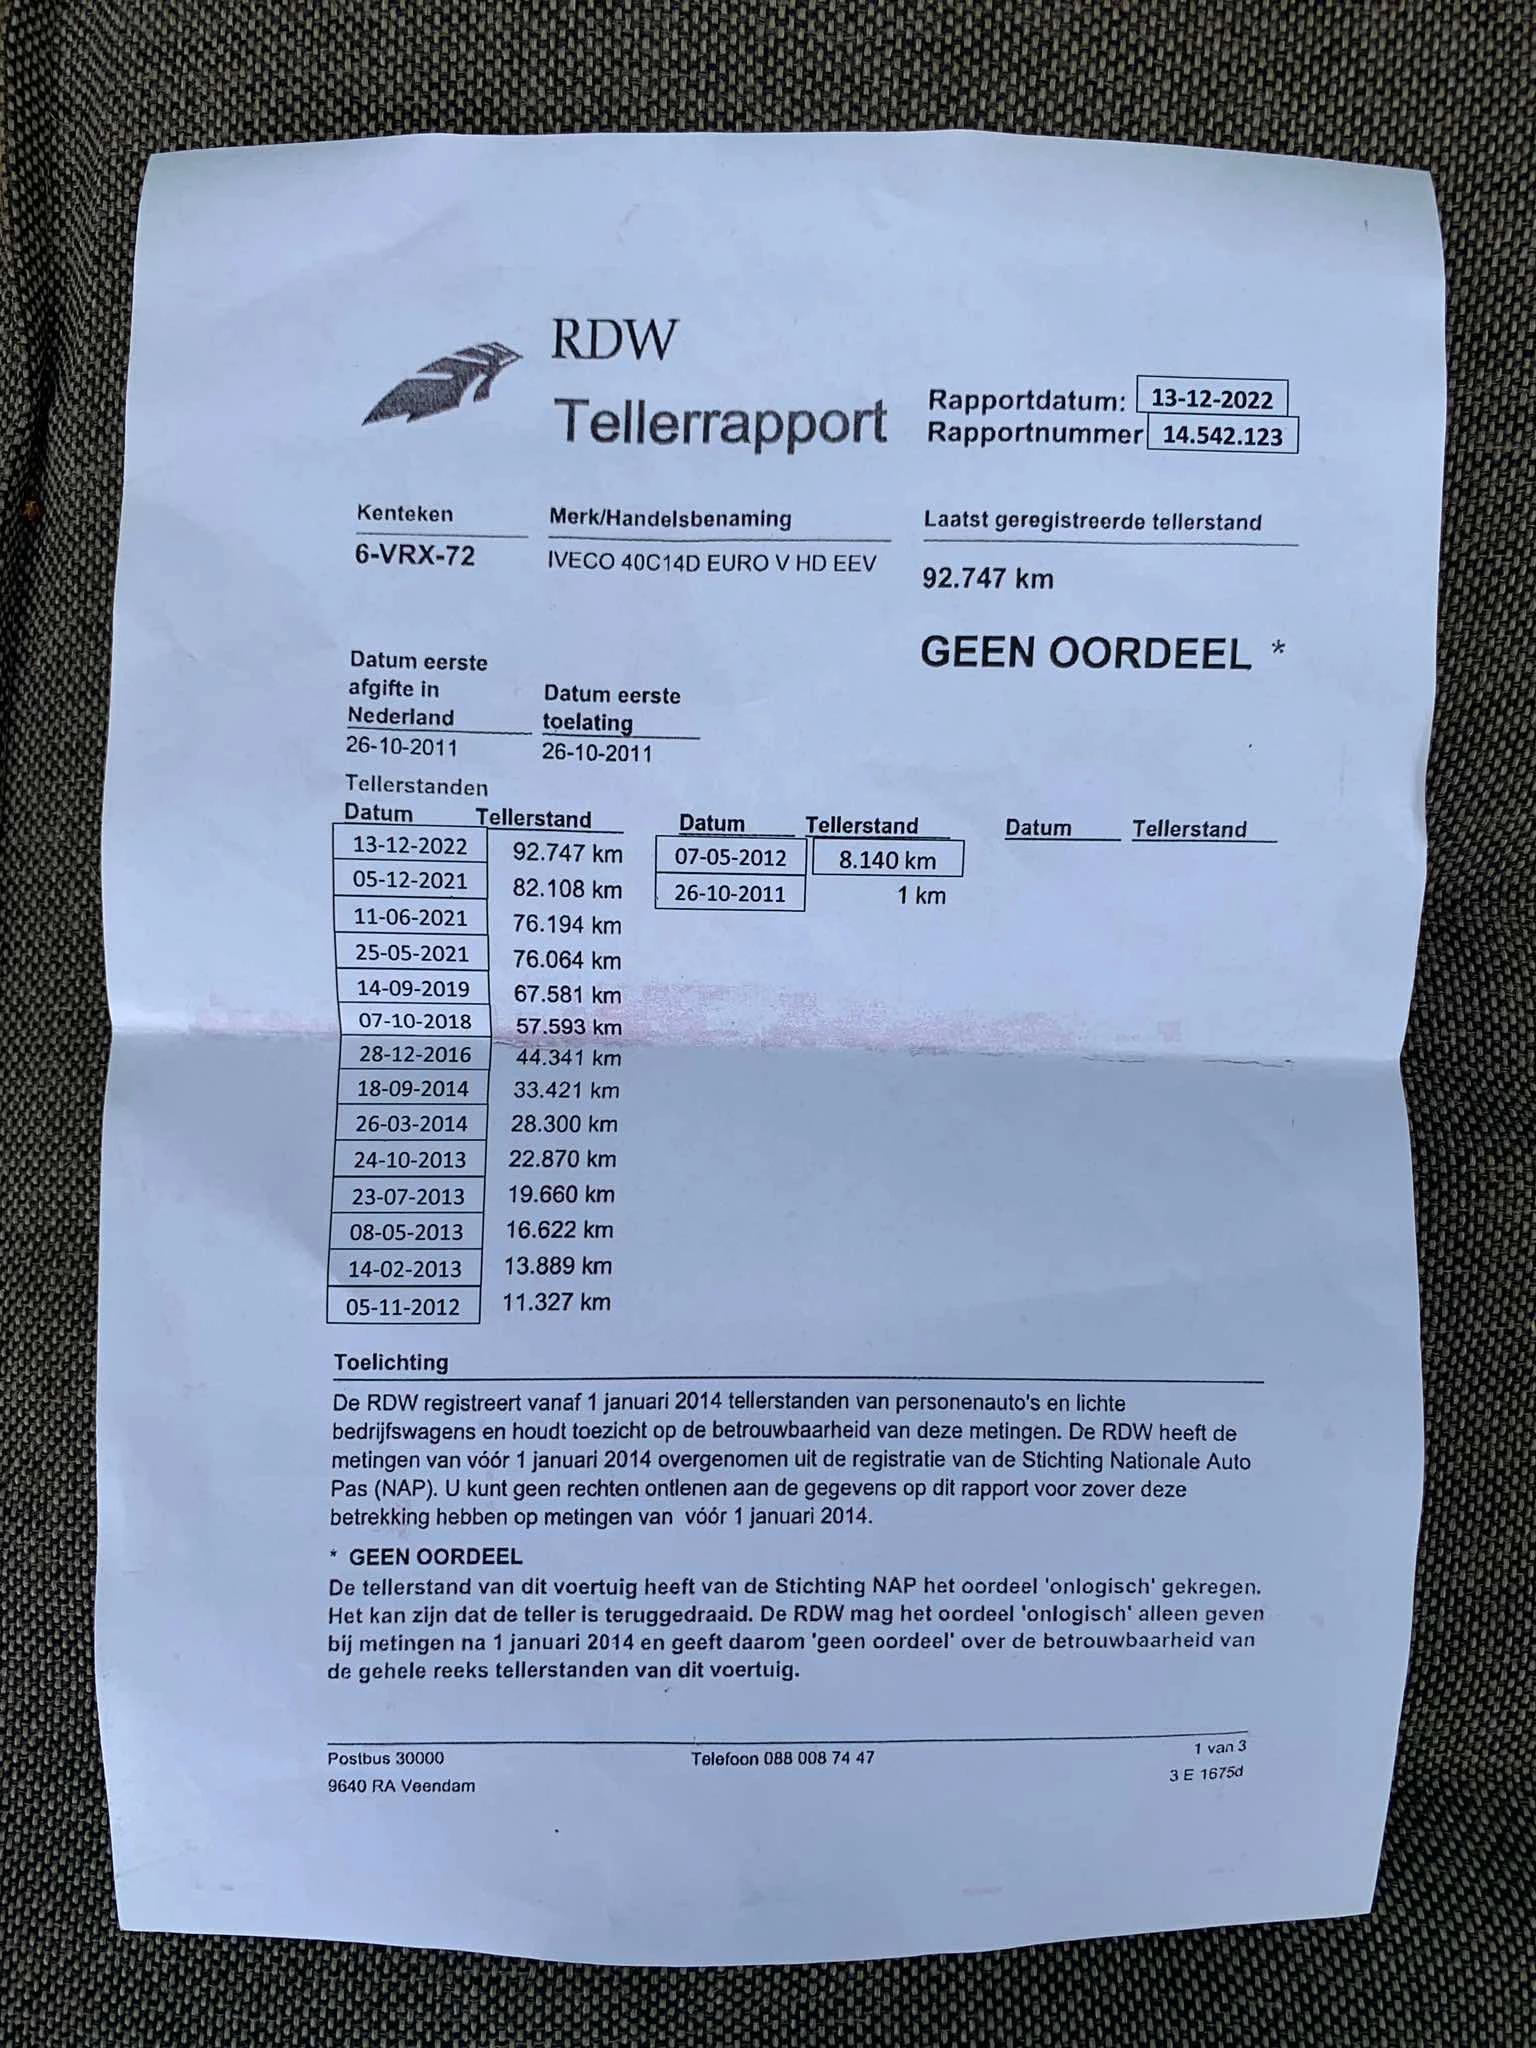 RDW
Tellerrapport
Rapportdatum: 13-12-2022
Rapportnummer 14.542.123
Kenteken Merk/Handelsbenaming Laatst geregistreerde tellerstand
6-VRX-72 IVECO 40C14D EURO V HD EEV 92.747 km
GEEN OORDEEL *
Datum eerste
afgifte in
Nederland
26-10-2011
Datum eerste
toelating
26-10-2011
Tellerstanden
Datum Tellerstand Datum Tellerstand Datum Tellerstand
13-12-2022 92.747 km 07-05-2012 8.140 km
05-12-2021 82.108 km 26-10-2011 1 km
11-06-2021 76.194 km
25-05-2021 76.064 km
14-09-2019 67.581 km
07-10-2018 57.593 km
28-12-2016 44.341 km
18-09-2014 33.421 km
26-03-2014 28.300 km
24-10-2013 22.870 km
23-07-2013 19.660 km
08-05-2013 16.622 km
14-02-2013 13.889 km
05-11-2012 11.327 km
Toelichting
De RDW registreert vanaf 1 januari 2014 tellerstanden van personenauto's en lichte
bedrijfswagens en houdt toezicht op de betrouwbaarheid van deze metingen. De RDW heeft de
metingen van vóór 1 januari 2014 overgenomen uit de registratie van de Stichting Nationale Auto
Pas (NAP). U kunt geen rechten ontlenen aan de gegevens op dit rapport voor zover deze
betrekking hebben op metingen van vóór 1 januari 2014.
* GEEN OORDEEL
De tellerstand van dit voertuig heeft van de Stichting NAP het oordeel 'onlogisch' gekregen.
Het kan zijn dat de teller is teruggedraaid. De RDW mag het oordeel 'onlogisch' alleen geven
bij metingen na 1 januari 2014 en geeft daarom 'geen oordeel' over de betrouwbaarheid van
de gehele reeks tellerstanden van dit voertuig.
Postbus 30000 Telefoon 088 008 74 47 1 van 3
9640 RA Veendam 3 E 1675d